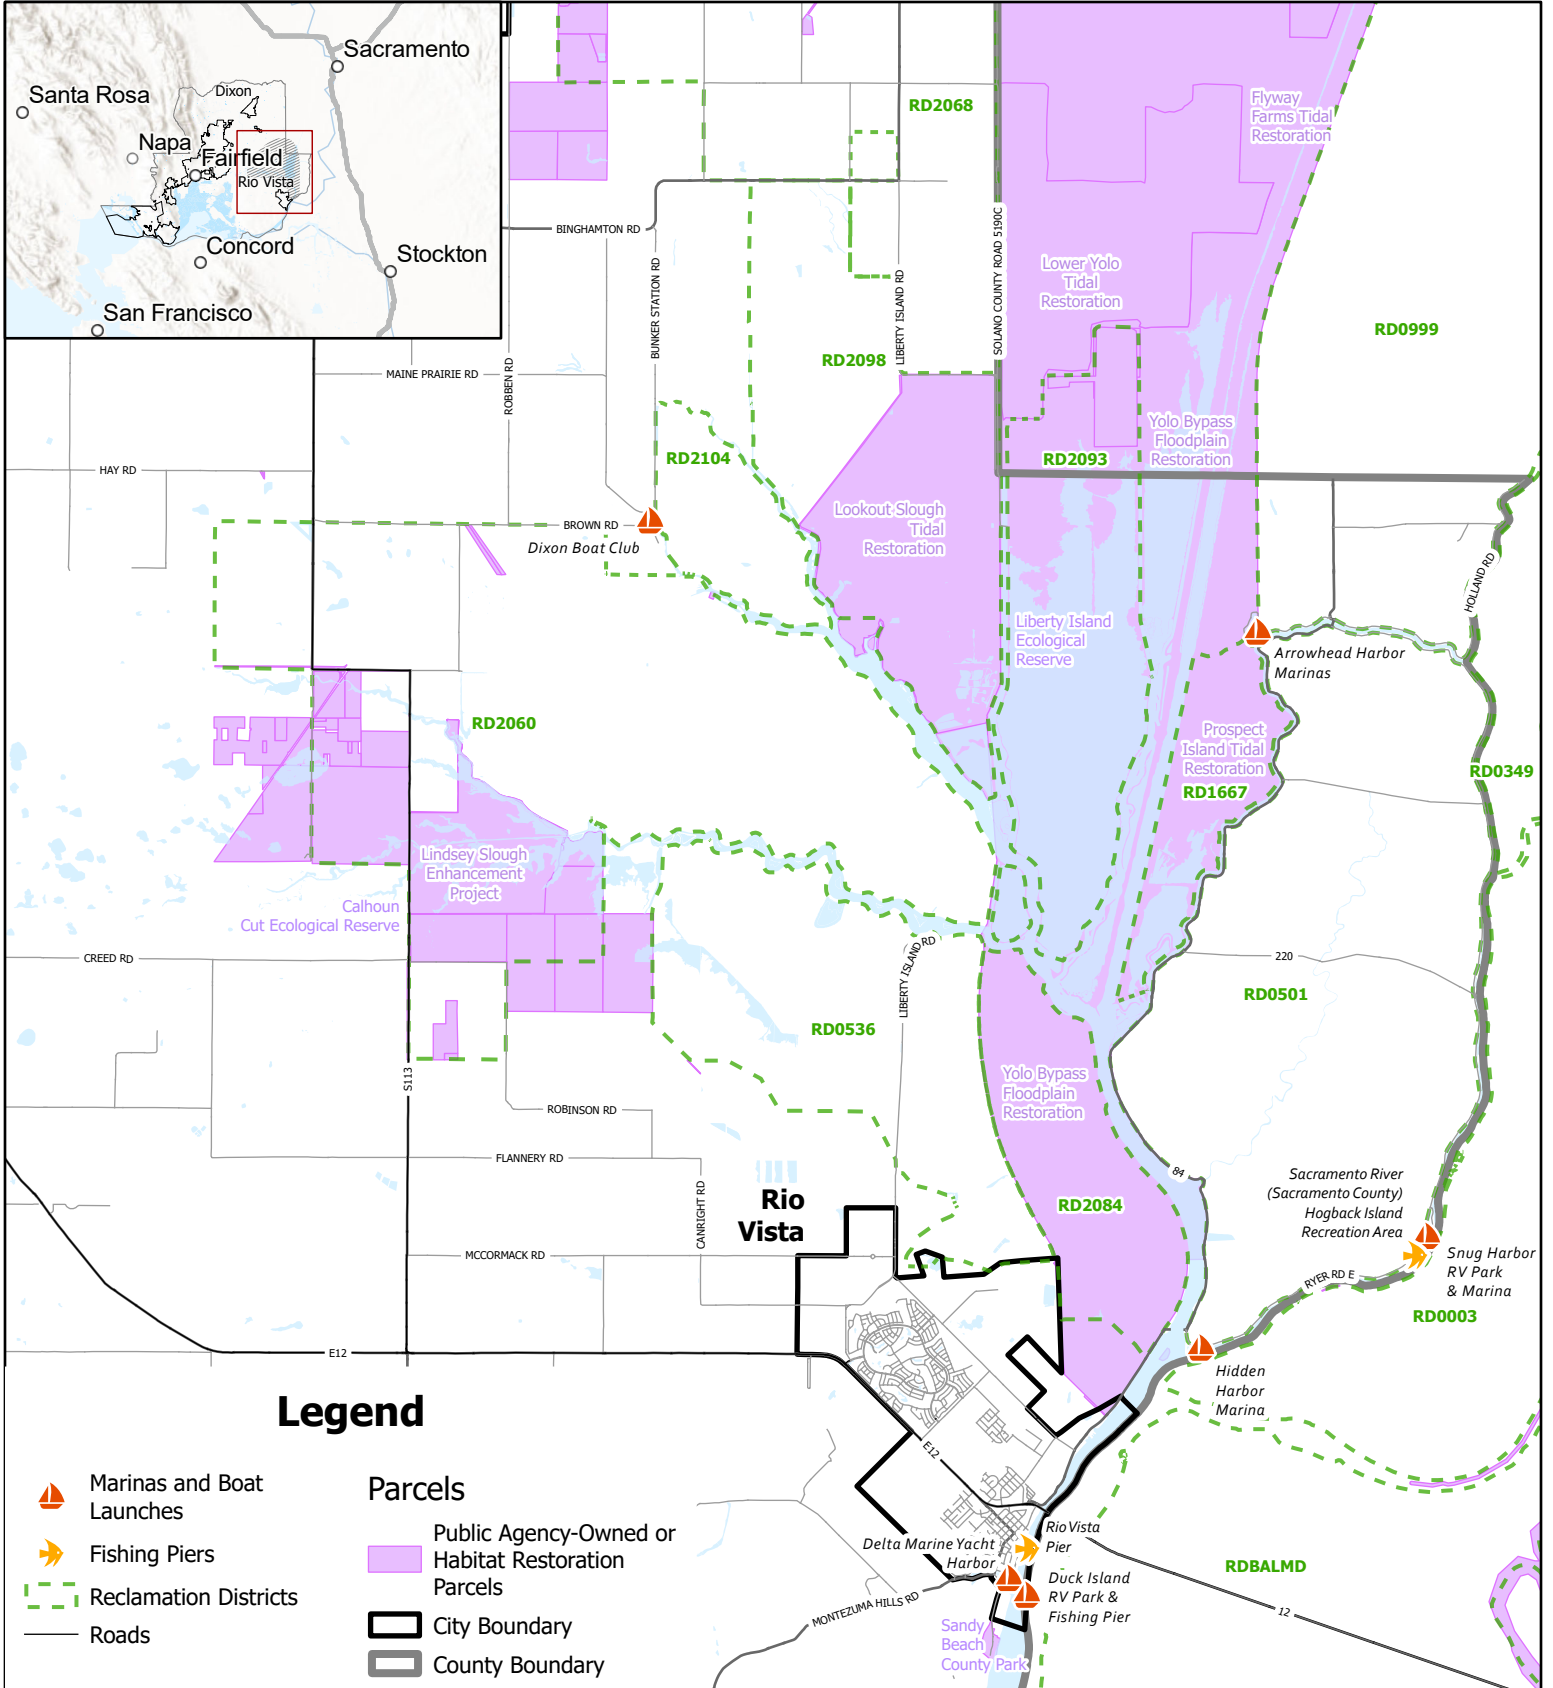 Sacramento
Santa Rosa
Dixon
Napa
Fairfield
Rio Vista
Concord
Stockton
San Francisco
RD2068
Flyway
Farms Tidal
Restoration
BINGHAMTON RD
BUNKER STATION RD
LIBERTY ISLAND RD
SOLANO COUNTY ROAD 5190C
Lower Yolo
Tidal
Restoration
RD0999
RD2098
MAINE PRAIRIE RD
ROBBEN RD
Yolo Bypass
Floodplain
Restoration
RD2104
RD2093
HAY RD
Lookout Slough
Tidal
Restoration
BROWN RD
Dixon Boat Club
HOLLAND RD
Liberty Island
Ecological
Reserve
Arrowhead Harbor
Marinas
RD2060
Prospect
Island Tidal
Restoration
RD1667
RD0349
Lindsey Slough
Enhancement
Project
Calhoun
Cut Ecological Reserve
CREED RD
LIBERTY ISLAND RD
220
RD0501
RD0536
S113
Yolo Bypass
Floodplain
Restoration
ROBINSON RD
FLANNERY RD
84
Rio
Vista
CANRIGHT RD
RD2084
Sacramento River
(Sacramento County)
Hogback Island
Recreation Area
MCCORMACK RD
Snug Harbor
RV Park
& Marina
RYER RD E
RD0003
E12
Hidden
Harbor
Marina
E12
Rio Vista
Pier
Delta Marine Yacht
Harbor
Duck Island
RV Park &
Fishing Pier
RDBALMD
12
MONTEZUMA HILLS RD
Sandy
Beach
County Park
Legend
Marinas and Boat
Launches
Fishing Piers
Reclamation Districts
Roads
Parcels
Public Agency-Owned or
Habitat Restoration
Parcels
City Boundary
County Boundary